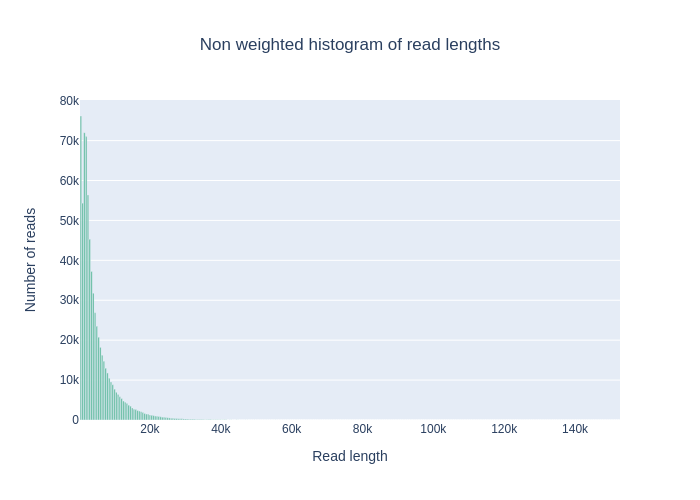 Non weighted histogram of read lengths
80k
70k
60k
50k
40k
30k
20k
10k
0
Number of reads
20k
40k
60k
80k
100k
120k
140k
Read length